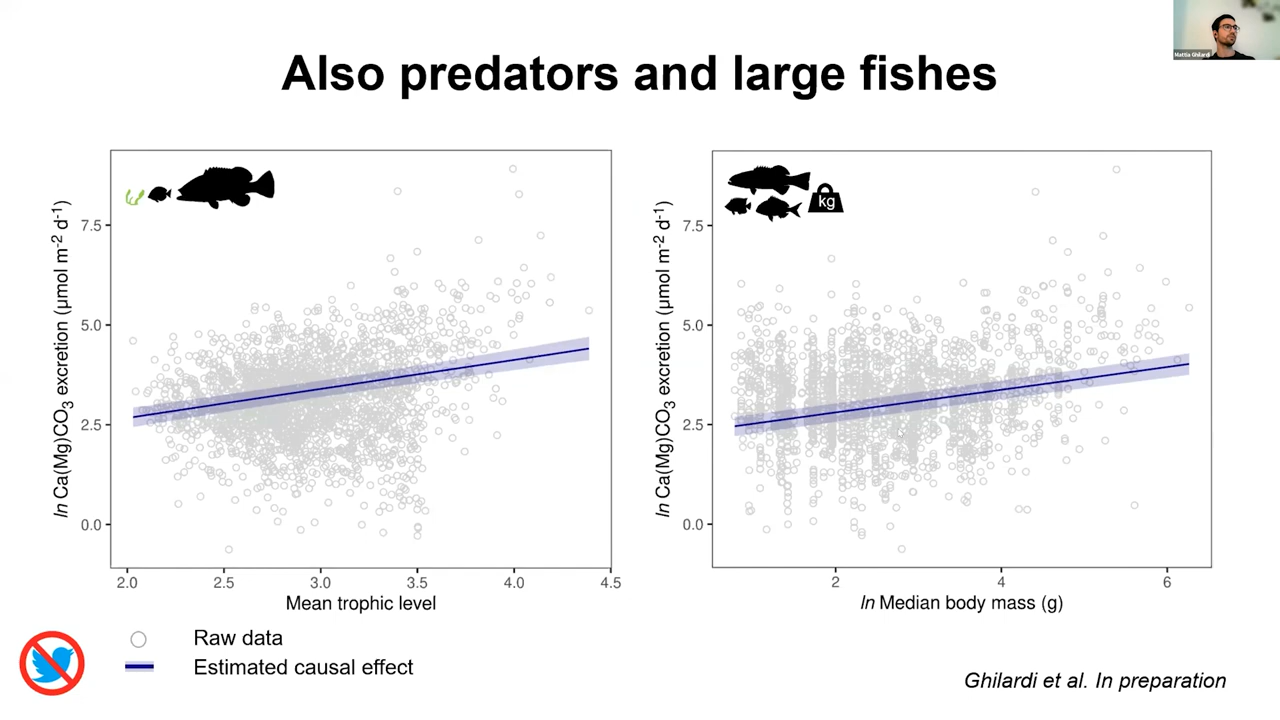 Mattia Ghilardi
Also predators and large fishes
kg
ln Ca(Mg)CO3 excretion (µmol m-2 d-1)
7.5
5.0
2.5
0.0
2.0 2.5 3.0 3.5 4.0 4.5
Mean trophic level
ln Ca(Mg)CO3 excretion (µmol m-2 d-1)
7.5
5.0
2.5
0.0
2 4 6
ln Median body mass (g)
Raw data
Estimated causal effect
Ghilardi et al. In preparation